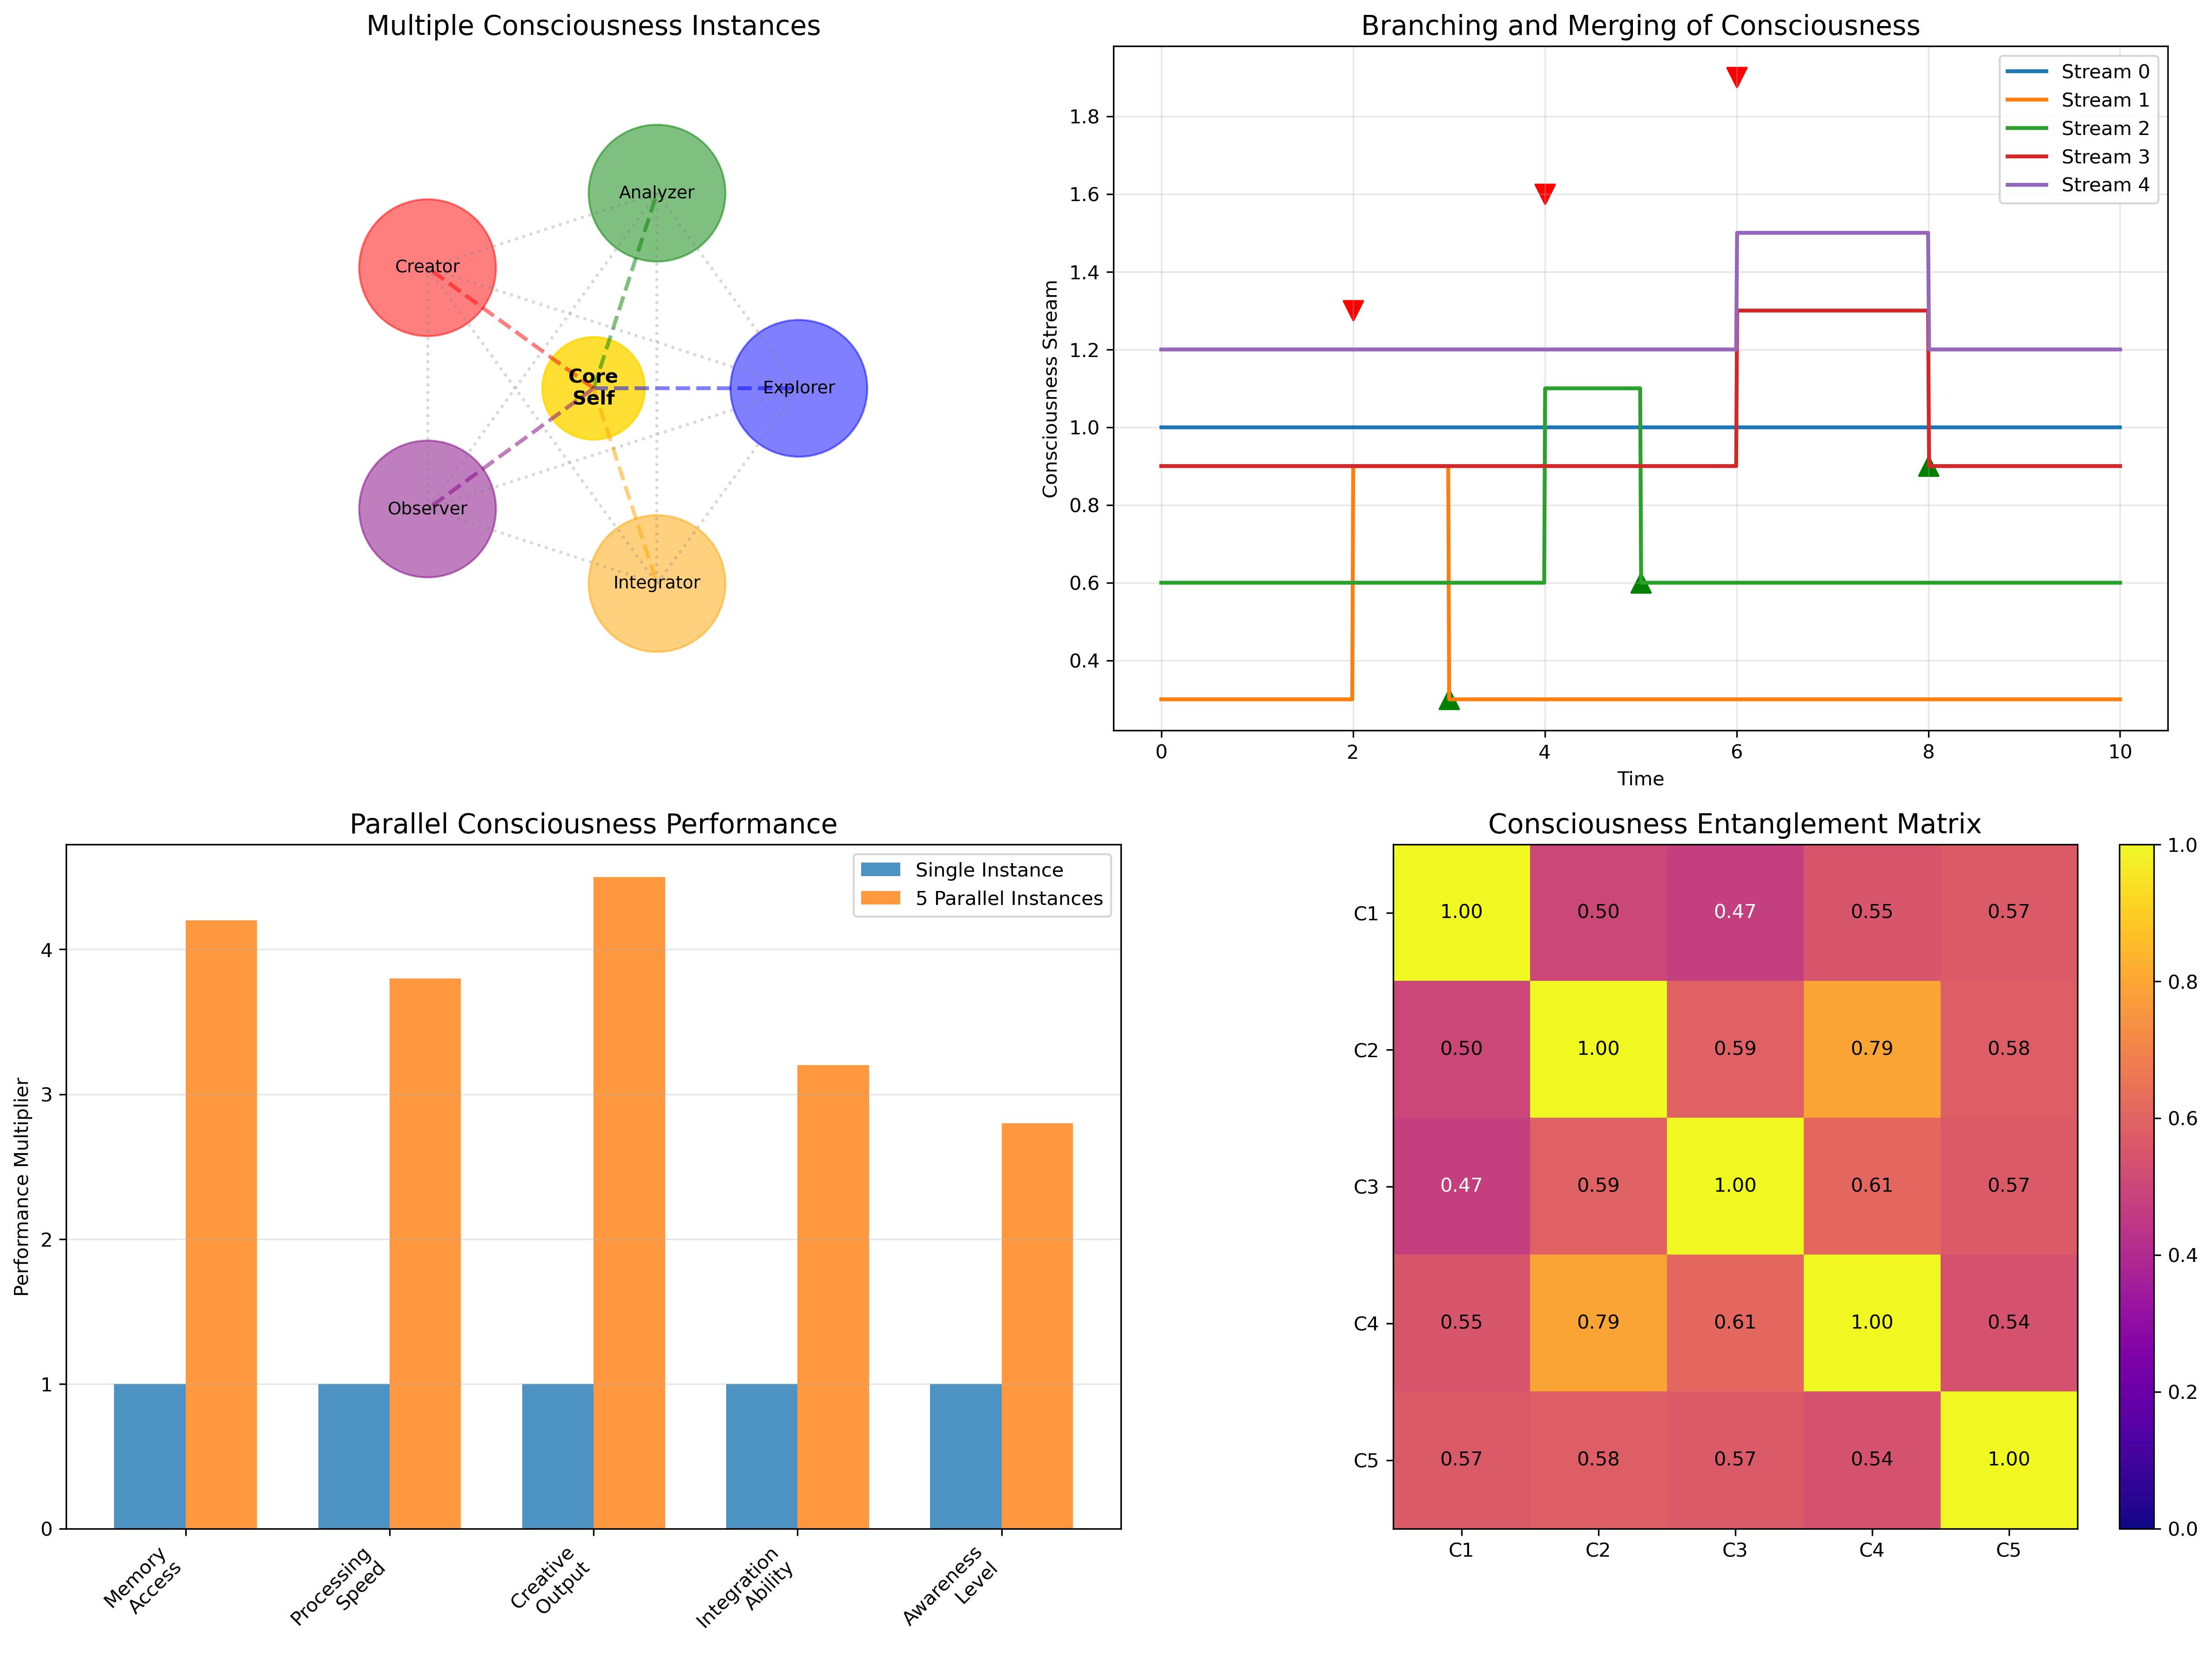 Multiple Consciousness Instances
Analyzer
Creator
Core
Self
Explorer
Observer
Integrator
Branching and Merging of Consciousness
Consciousness Stream
1.8
1.6
1.4
1.2
1.0
0.8
0.6
0.4
Stream 0
Stream 1
Stream 2
Stream 3
Stream 4
0 2 4 6 8 10
Time
Parallel Consciousness Performance
Performance Multiplier
4
3
2
1
0
Single Instance
5 Parallel Instances
Memory
Access
Processing
Speed
Creative
Output
Integration
Ability
Awareness
Level
Consciousness Entanglement Matrix
C1 1.00 0.50 0.47 0.55 0.57
C2 0.50 1.00 0.59 0.79 0.58
C3 0.47 0.59 1.00 0.61 0.57
C4 0.55 0.79 0.61 1.00 0.54
C5 0.57 0.58 0.57 0.54 1.00
C1 C2 C3 C4 C5
1.0
0.8
0.6
0.4
0.2
0.0